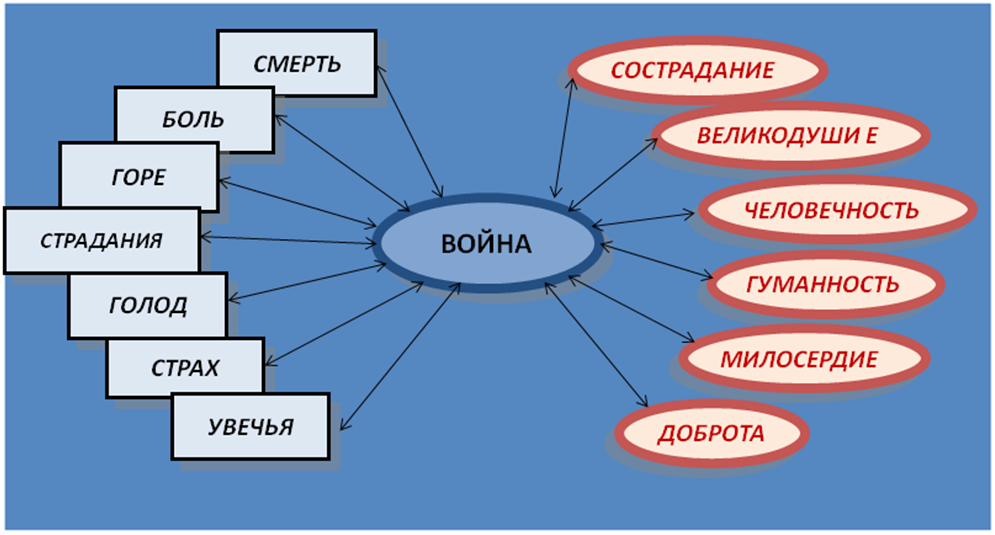 СМЕРТЬ
БОЛЬ
ГОРЕ
СТРАДАНИЯ
ГОЛОД
СТРАХ
УВЕЧЬЯ
ВОЙНА
СОСТРАДАНИЕ
ВЕЛИКОДУШИ Е
ЧЕЛОВЕЧНОСТЬ
ГУМАННОСТЬ
МИЛОСЕРДИЕ
ДОБРОТА